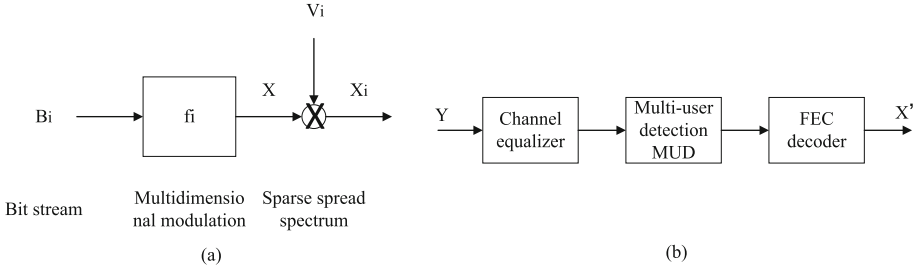 Vi
Bi
fi
X
Xi
Bit stream
Multidimensio
nal modulation
Sparse spread
spectrum
(a)
Y
Channel
equalizer
Multi-user
detection
MUD
FEC
decoder
X'
(b)